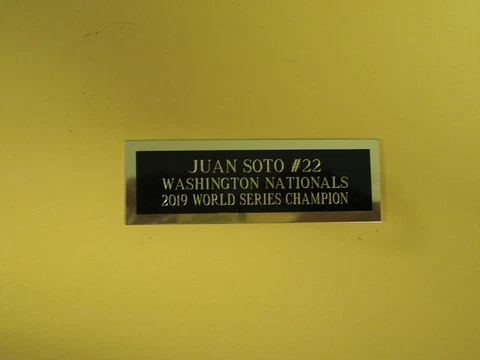 JUAN SOTO #22
WASHINGTON NATIONALS
2019 WORLD SERIES CHAMPION